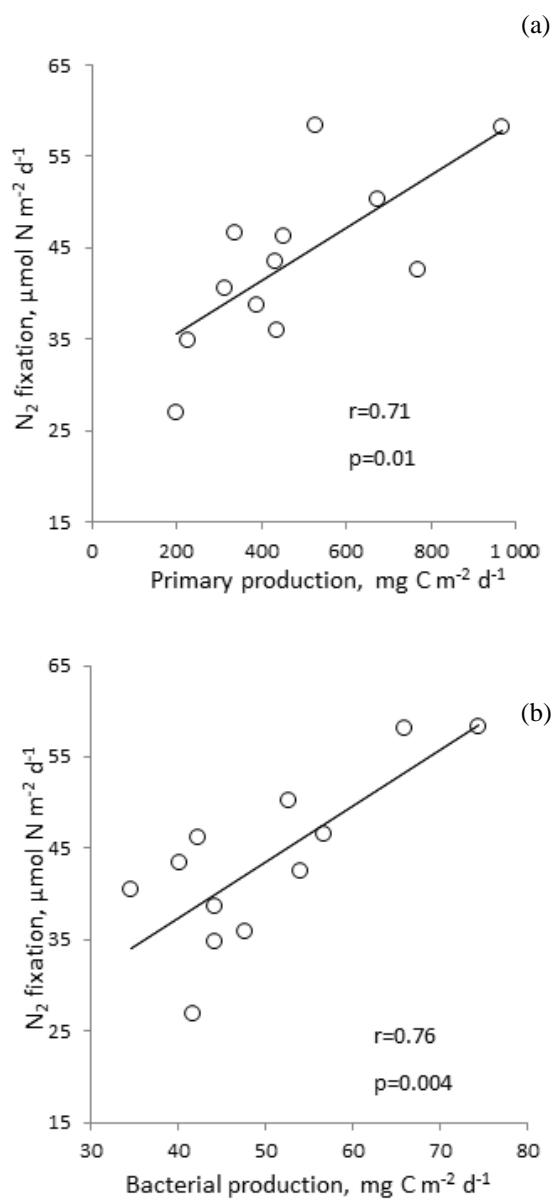 (a)
65
55
45
35
25
15
N₂ fixation, µmol N m⁻² d⁻¹
r=0.71
p=0.01
0 200 400 600 800 1 000
Primary production, mg C m⁻² d⁻¹
(b)
65
55
45
35
25
15
N₂ fixation, µmol N m⁻² d⁻¹
r=0.76
p=0.004
30 40 50 60 70 80
Bacterial production, mg C m⁻² d⁻¹